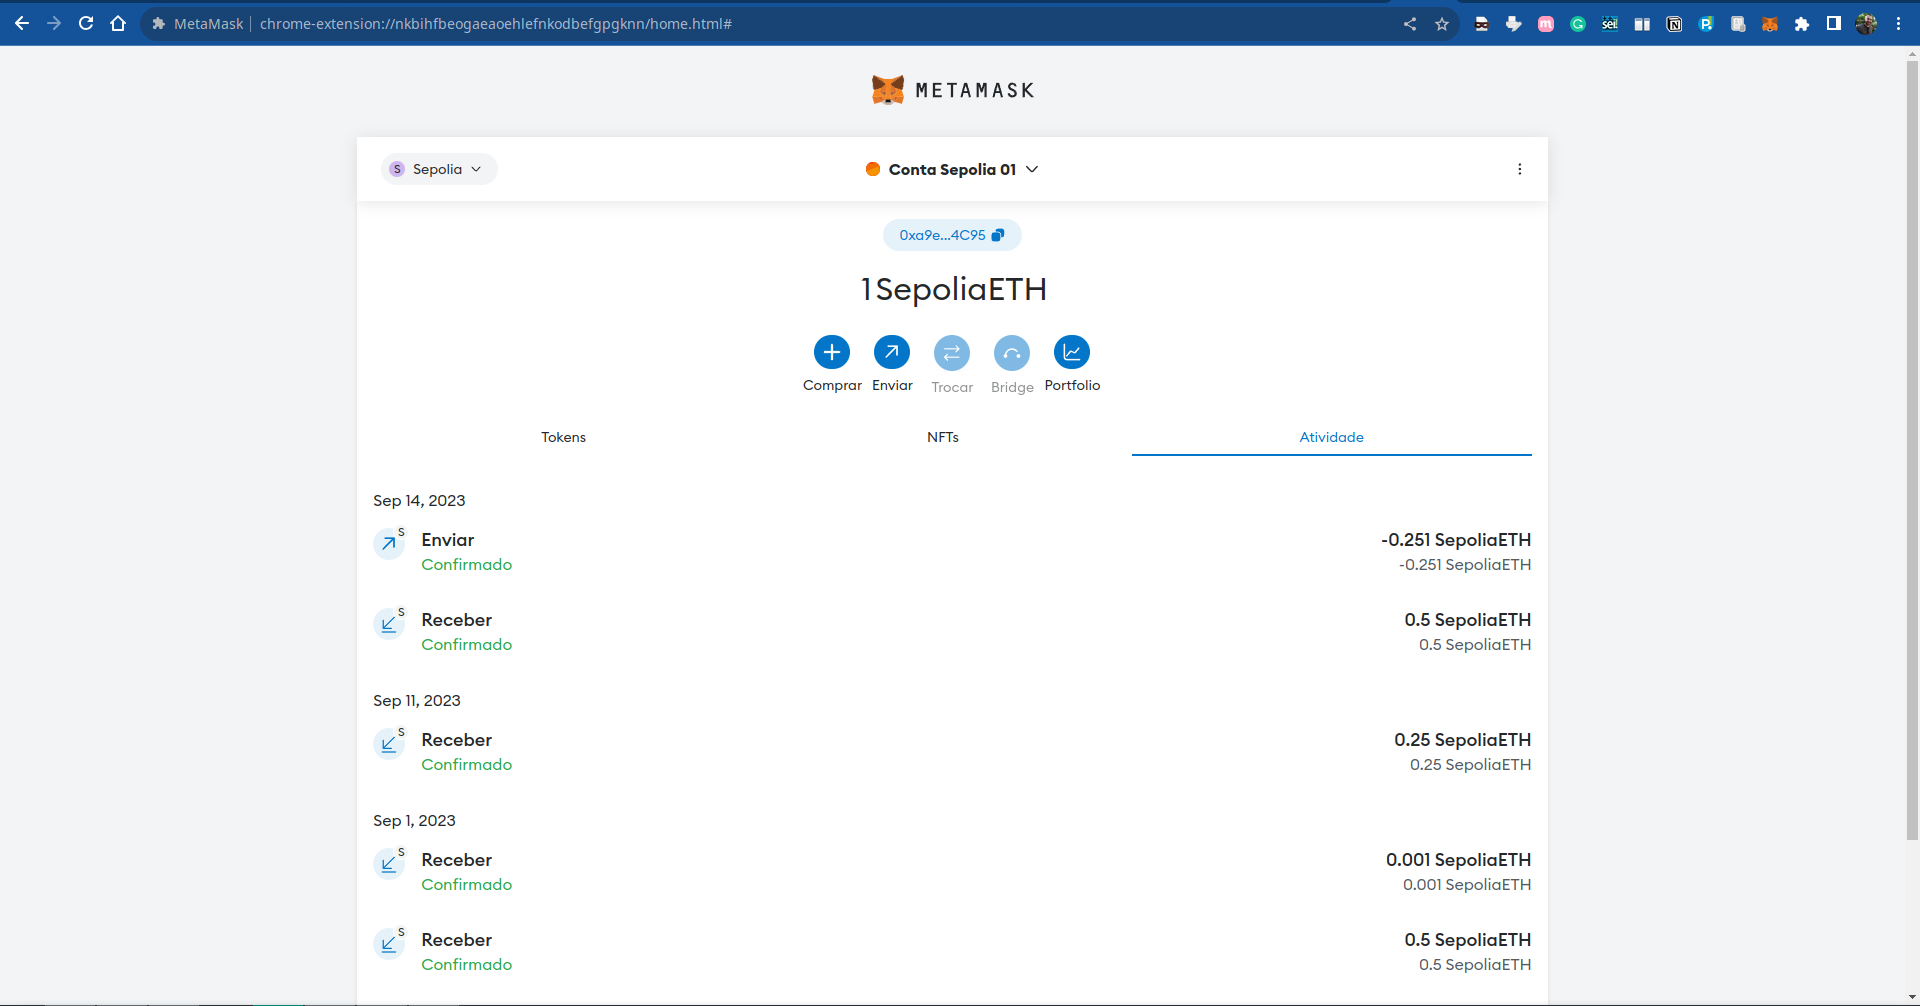 MetaMask chrome-extension://nkbihfbeogaeaoehlefnkodbefgpgknn/home.html#
METAMASK
S Sepolia
Conta Sepolia 01
0xa9e...4C95
1 SepoliaETH
Comprar Enviar Trocar Bridge Portfolio
Tokens NFTs Atividade
Sep 14, 2023
S
Enviar -0.251 SepoliaETH
Confirmado -0.251 SepoliaETH
S
Receber 0.5 SepoliaETH
Confirmado 0.5 SepoliaETH
Sep 11, 2023
S
Receber 0.25 SepoliaETH
Confirmado 0.25 SepoliaETH
Sep 1, 2023
S
Receber 0.001 SepoliaETH
Confirmado 0.001 SepoliaETH
S
Receber 0.5 SepoliaETH
Confirmado 0.5 SepoliaETH